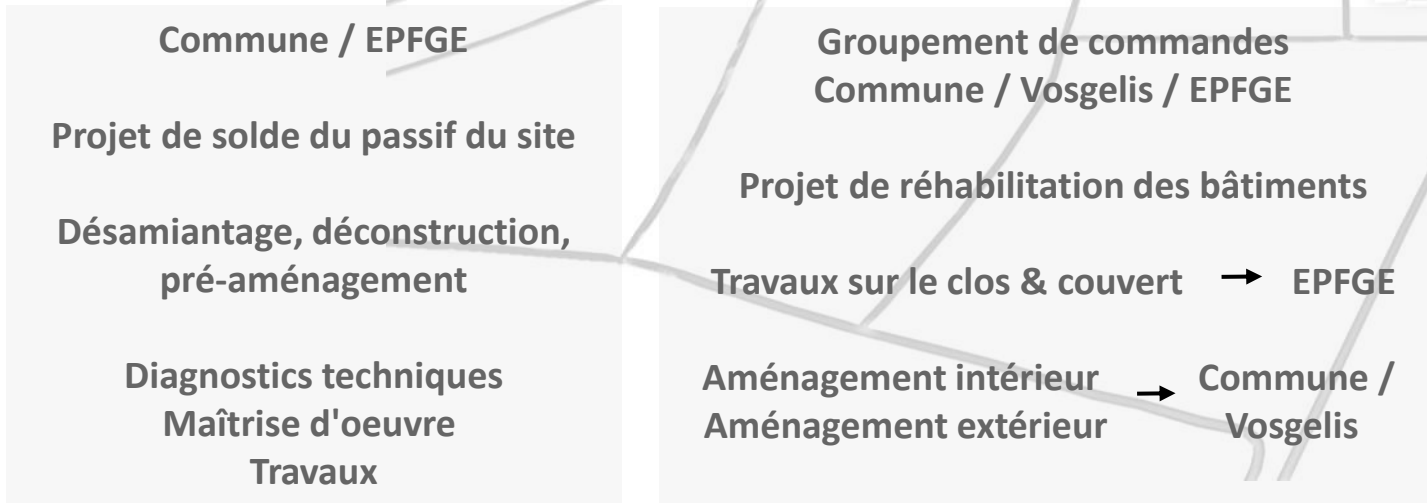 Commune / EPFGE
Projet de solde du passif du site
Désamiantage, déconstruction,
pré-aménagement
Diagnostics techniques
Maîtrise d'oeuvre
Travaux
Groupement de commandes
Commune / Vosgelis / EPFGE
Projet de réhabilitation des bâtiments
Travaux sur le clos & couvert → EPFGE
Aménagement intérieur
Aménagement extérieur
→ Commune /
Vosgelis